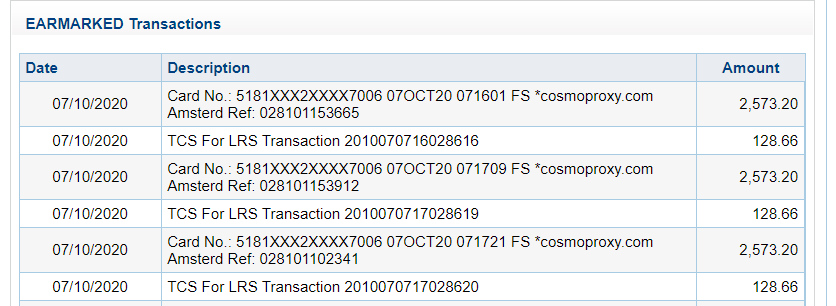 EARMARKED Transactions
Date Description Amount
07/10/2020 Card No.: 5181XXX2XXXX7006 07OCT20 071601 FS *cosmoproxy.com
Amsterd Ref: 028101153665 2,573.20
07/10/2020 TCS For LRS Transaction 2010070716028616 128.66
07/10/2020 Card No.: 5181XXX2XXXX7006 07OCT20 071709 FS *cosmoproxy.com
Amsterd Ref: 028101153912 2,573.20
07/10/2020 TCS For LRS Transaction 2010070717028619 128.66
07/10/2020 Card No.: 5181XXX2XXXX7006 07OCT20 071721 FS *cosmoproxy.com
Amsterd Ref: 028101102341 2,573.20
07/10/2020 TCS For LRS Transaction 2010070717028620 128.66